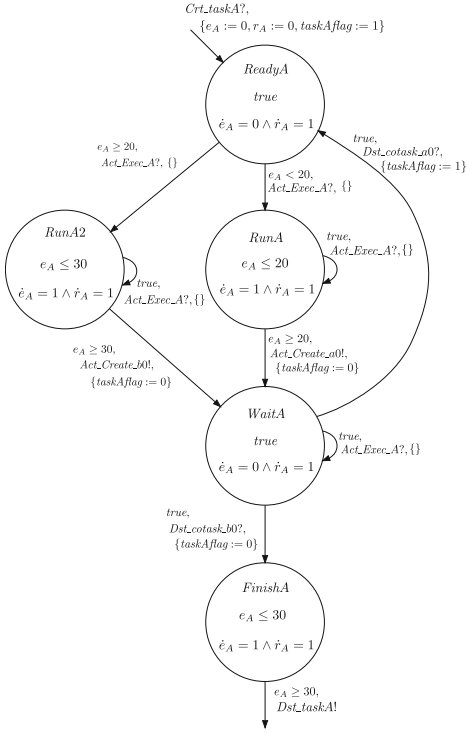 Crt_taskA?,
{e_A := 0, r_A := 0, taskAflag := 1}
ReadyA
true
ė_A = 0 ∧ ṙ_A = 1
e_A ≥ 20,
Act_Exec_A?, {}
e_A < 20,
Act_Exec_A?, {}
true,
Dst_cotask_a0?,
{taskAflag := 1}
RunA2
e_A ≤ 30
ė_A = 1 ∧ ṙ_A = 1
true,
Act_Exec_A?, {}
RunA
e_A ≤ 20
ė_A = 1 ∧ ṙ_A = 1
true,
Act_Exec_A?, {}
e_A ≥ 30,
Act_Create_b0!,
{taskAflag := 0}
e_A ≥ 20,
Act_Create_a0!,
{taskAflag := 0}
WaitA
true
ė_A = 0 ∧ ṙ_A = 1
true,
Act_Exec_A?, {}
true,
Dst_cotask_b0?,
{taskAflag := 0}
FinishA
e_A ≤ 30
ė_A = 1 ∧ ṙ_A = 1
e_A ≥ 30,
Dst_taskA!